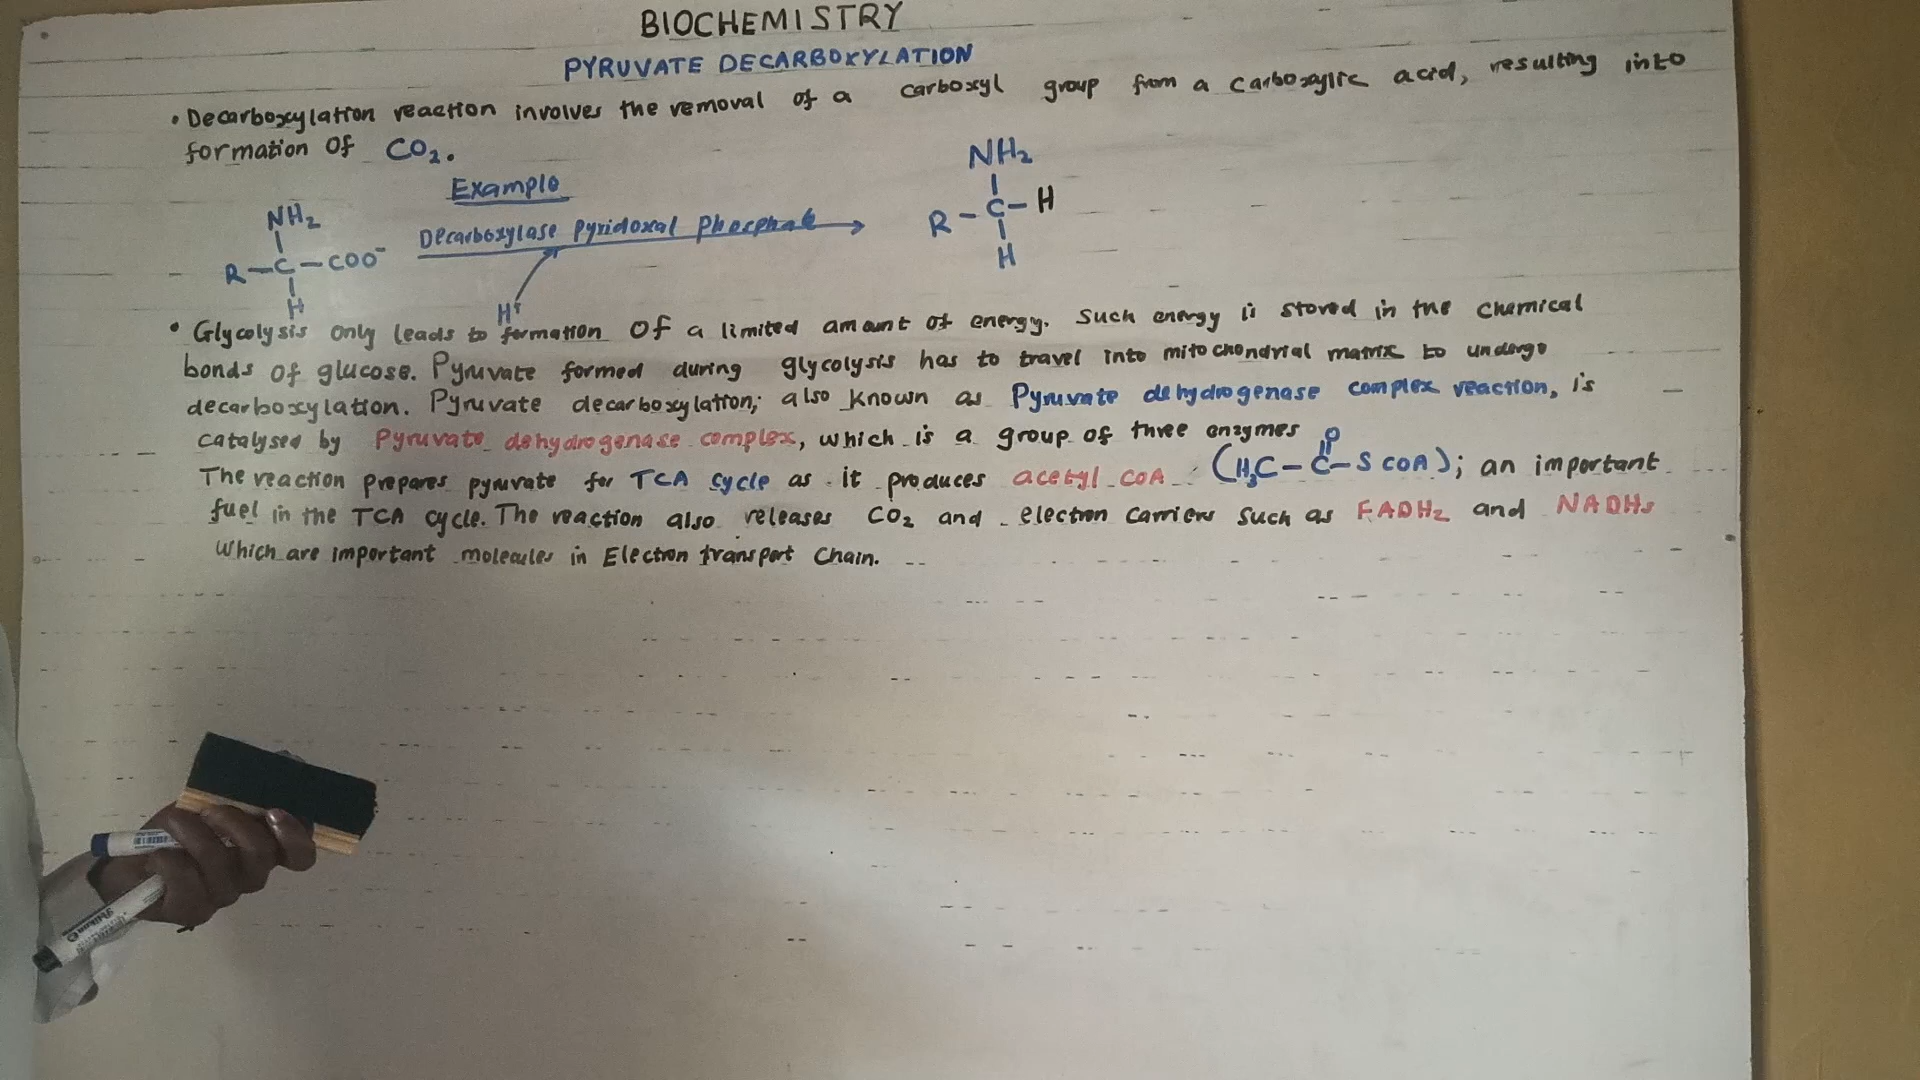 BIOCHEMISTRY
PYRUVATE DECARBOXYLATION
• Decarboxylation reaction involves the removal of a carboxyl group from a carboxylic acid, resulting into
formation of CO₂.
Example
NH₂
R-C-COO⁻
H
Decarboxylase pyridoxal phosphate
H⁺
NH₂
R-C-H
H
• Glycolysis only leads to formation of a limited amount of energy. Such energy is stored in the chemical
bonds of glucose. Pyruvate formed during glycolysis has to travel into mitochondrial matrix to undergo
decarboxylation. Pyruvate decarboxylation; also known as Pyruvate dehydrogenase complex reaction, is
catalysed by Pyruvate dehydrogenase complex, which is a group of three enzymes
The reaction prepares pyruvate for TCA cycle as it produces acetyl CoA (H₃C-C-S COA); an important
O
fuel in the TCA cycle. The reaction also releases CO₂ and electron carriers such as FADH₂ and NADHs
which are important molecules in Electron transport Chain.